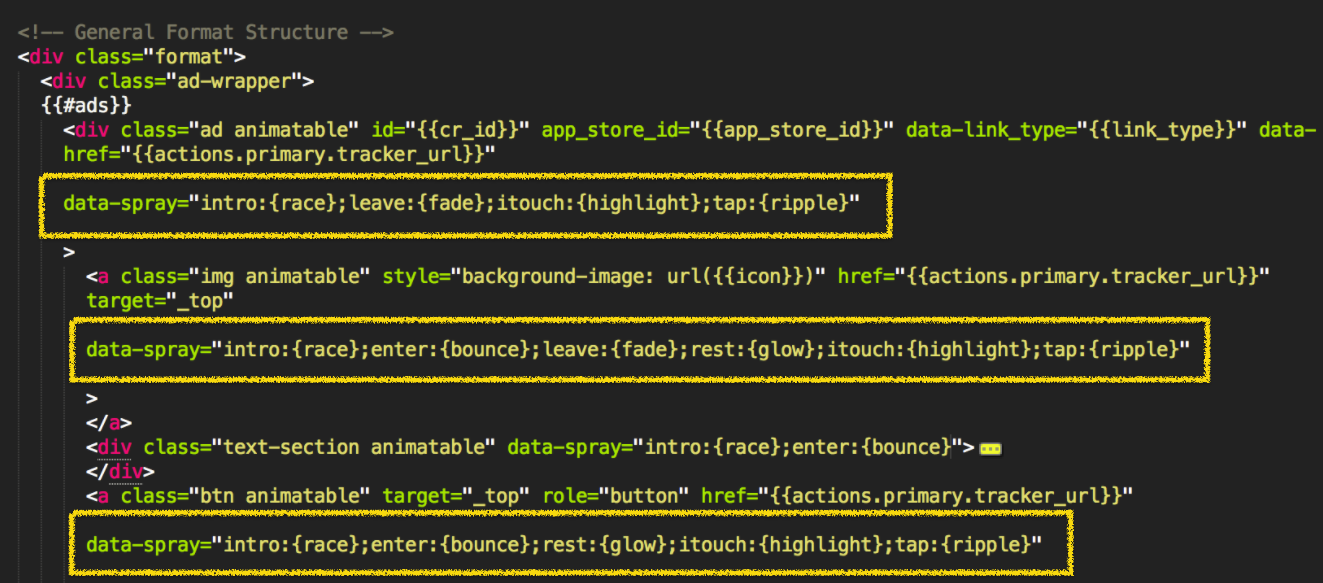 <!-- General Format Structure -->
<div class="format">
<div class="ad-wrapper">
{{#ads}}
<div class="ad animatable" id="{{cr_id}}" app_store_id="{{app_store_id}}" data-link_type="{{link_type}}" data-
href="{{actions.primary.tracker_url}}"
data-spray="intro:{race};leave:{fade};itouch:{highlight};tap:{ripple}"
>
<a class="img animatable" style="background-image: url({{icon}})" href="{{actions.primary.tracker_url}}"
target="_top"
data-spray="intro:{race};enter:{bounce};leave:{fade};rest:{glow};itouch:{highlight};tap:{ripple}"
>
</a>
<div class="text-section animatable" data-spray="intro:{race};enter:{bounce}">
</div>
<a class="btn animatable" target="_top" role="button" href="{{actions.primary.tracker_url}}"
data-spray="intro:{race};enter:{bounce};rest:{glow};itouch:{highlight};tap:{ripple}"